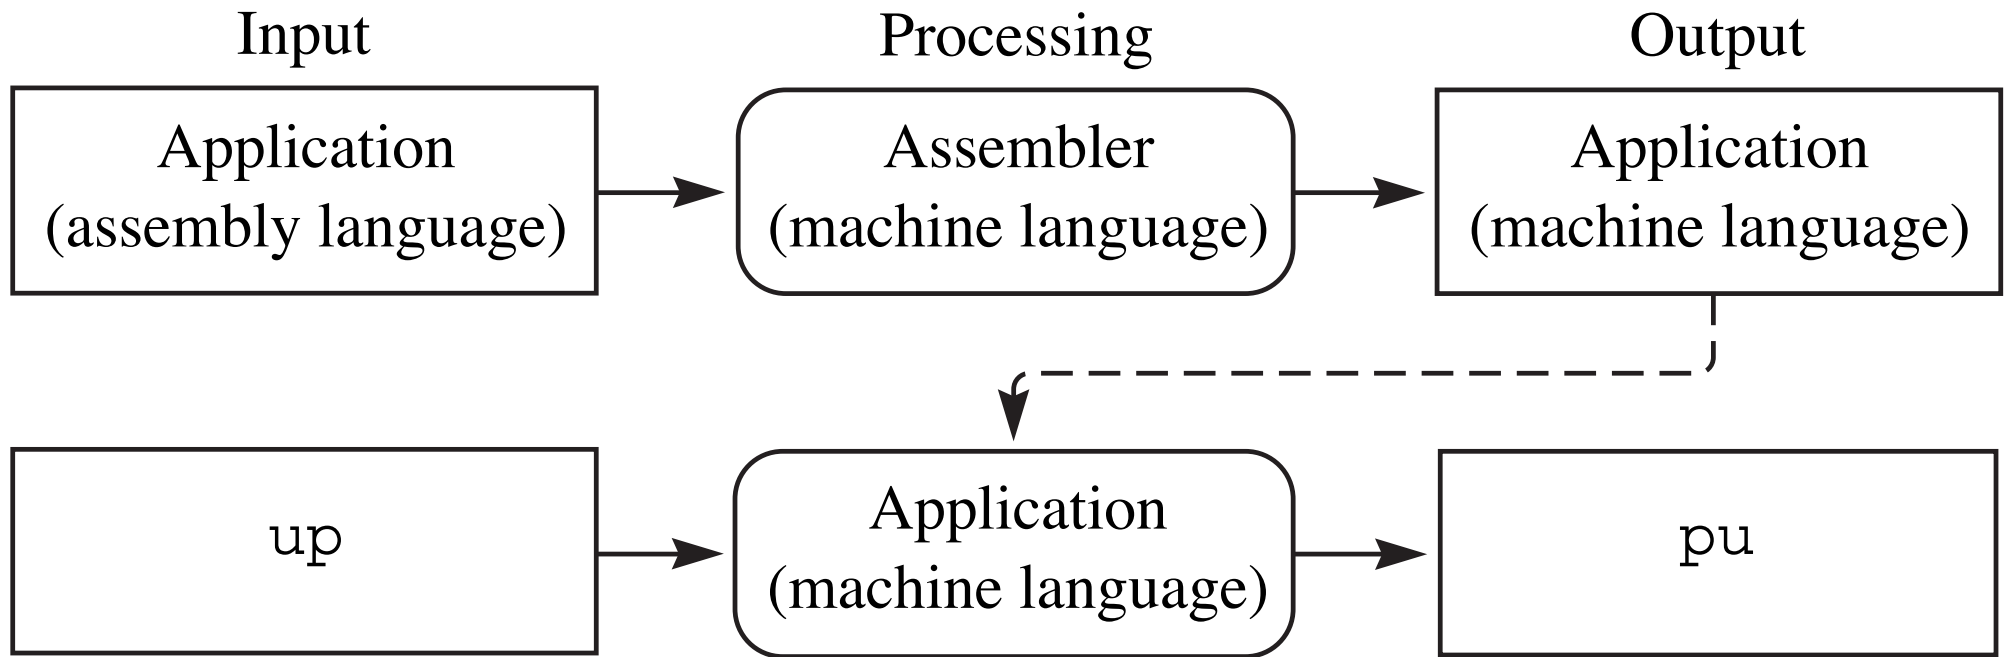 Input
Processing
Output
Application
(assembly language)
Assembler
(machine language)
Application
(machine language)
up
Application
(machine language)
pu